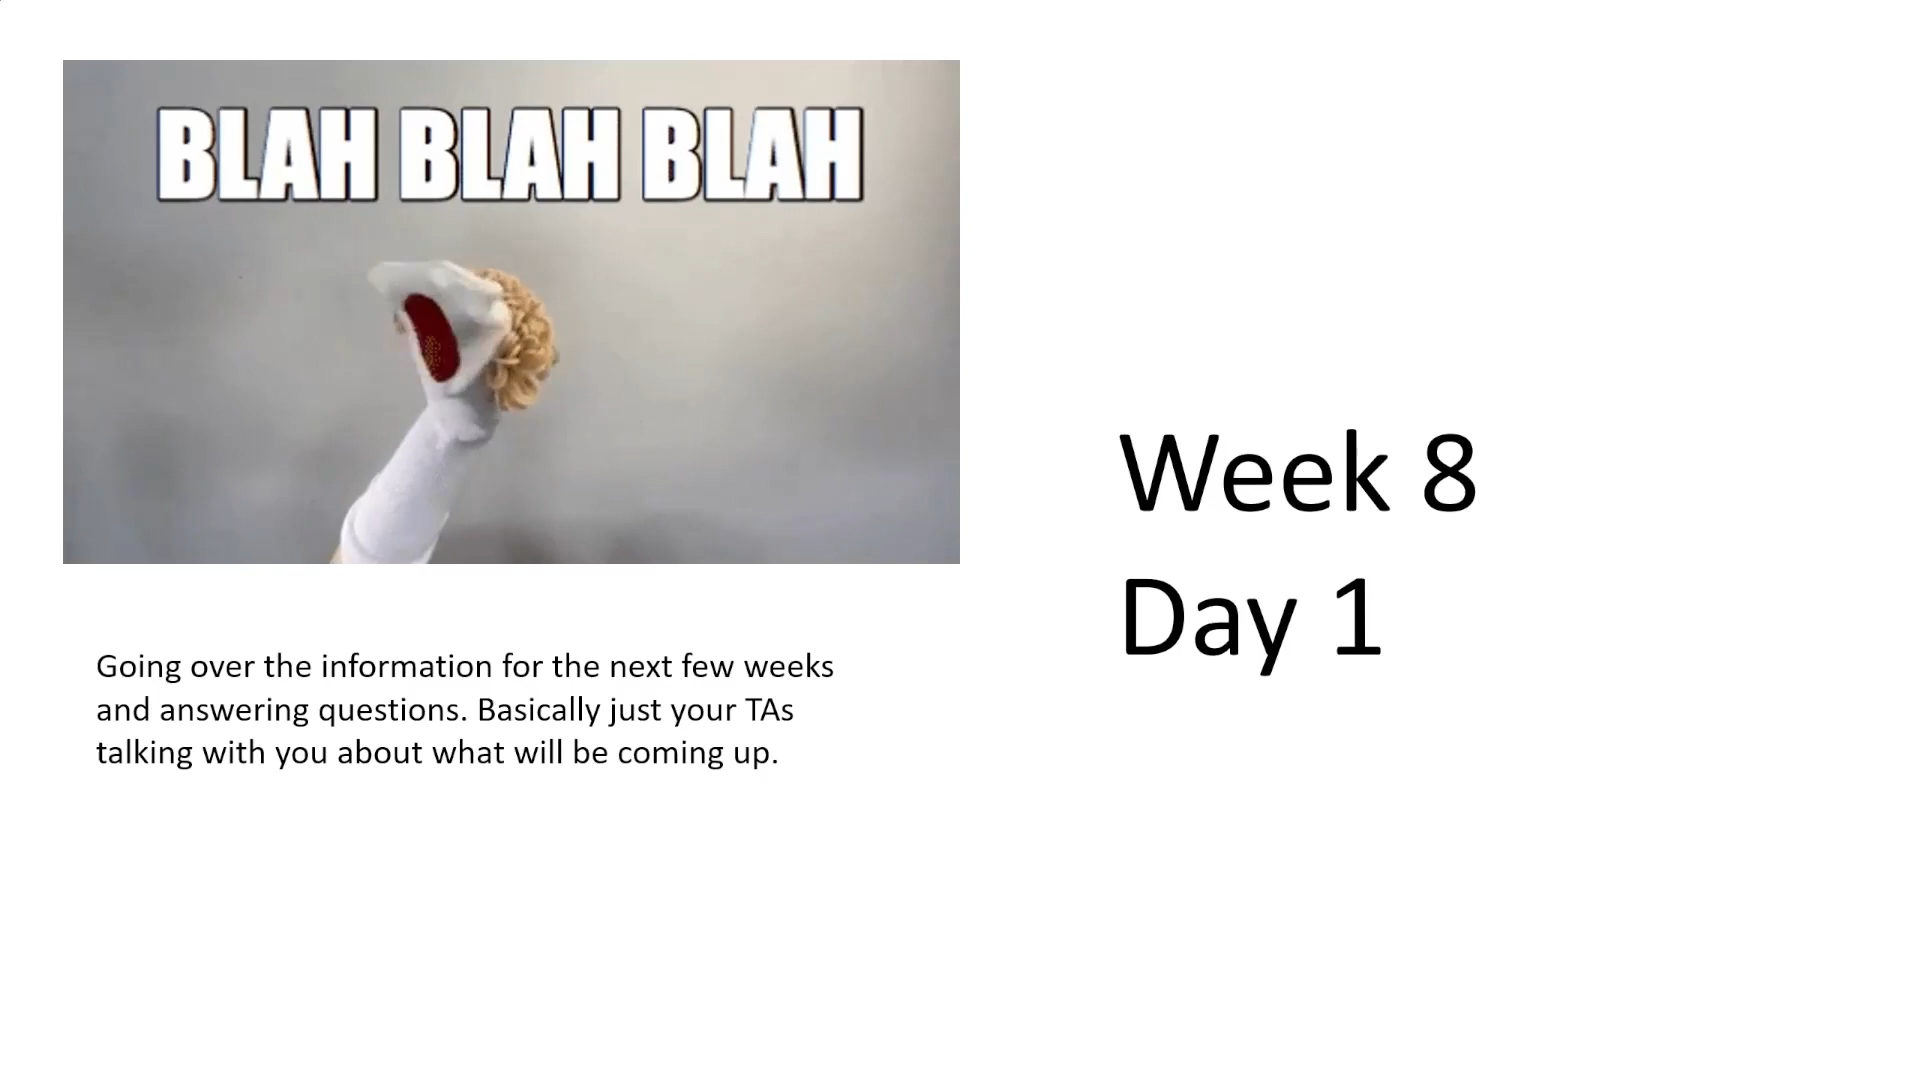 BLAH BLAH BLAH
Going over the information for the next few weeks
and answering questions. Basically just your TAs
talking with you about what will be coming up.
Week 8
Day 1